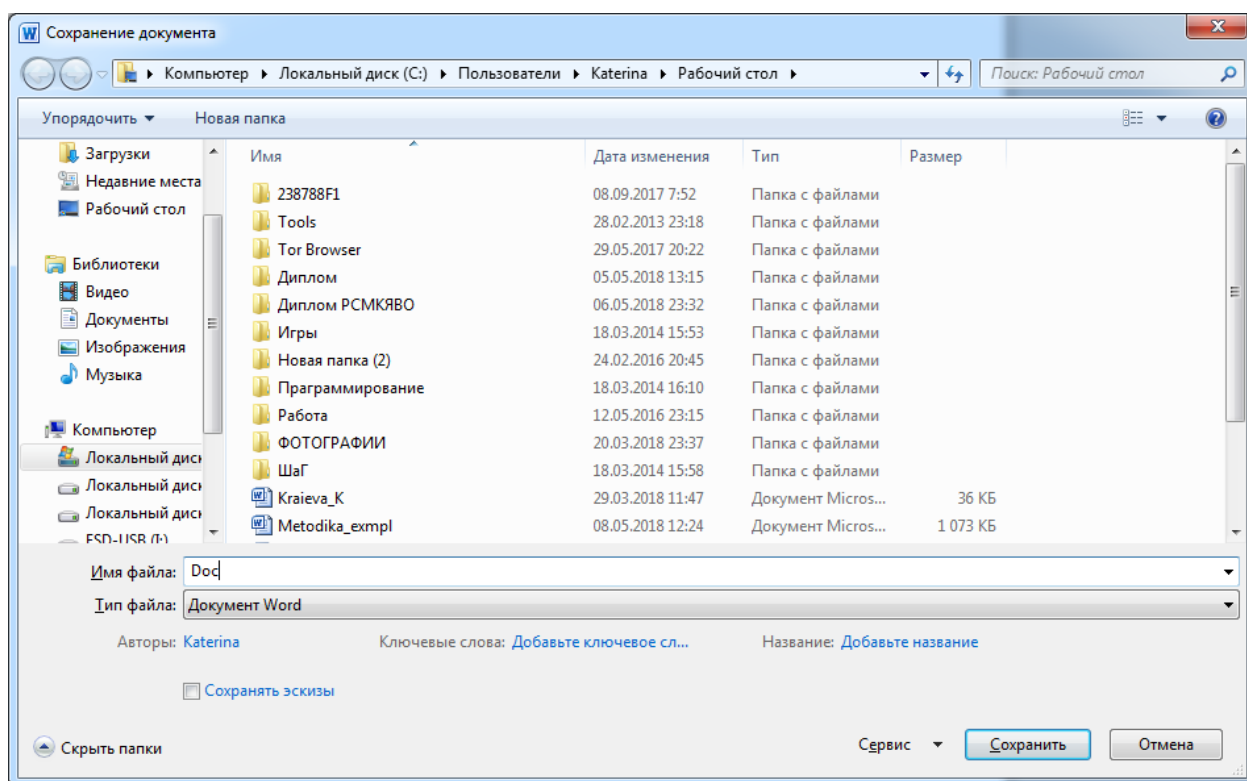 Сохранение документа
Компьютер Локальный диск (C:) Пользователи Katerina Рабочий стол Поиск: Рабочий стол
Упорядочить Новая папка
Загрузки
Недавние места
Рабочий стол
Библиотеки
Видео
Документы
Изображения
Музыка
Компьютер
Локальный диск
Локальный диск
Локальный диск
FSD-USB (I:)
Имя Дата изменения Тип Размер
238788F1 08.09.2017 7:52 Папка с файлами
Tools 28.02.2013 23:18 Папка с файлами
Tor Browser 29.05.2017 20:22 Папка с файлами
Диплом 05.05.2018 13:15 Папка с файлами
Диплом РСМКЯВО 06.05.2018 23:32 Папка с файлами
Игры 18.03.2014 15:53 Папка с файлами
Новая папка (2) 24.02.2016 20:45 Папка с файлами
Праграммирование 18.03.2014 16:10 Папка с файлами
Работа 12.05.2016 23:15 Папка с файлами
ФОТОГРАФИИ 20.03.2018 23:37 Папка с файлами
ШаГ 18.03.2014 15:58 Папка с файлами
Kraieva_K 29.03.2018 11:47 Документ Micros... 36 КБ
Metodika_exmpl 08.05.2018 12:24 Документ Micros... 1 073 КБ
Имя файла: Doc
Тип файла: Документ Word
Авторы: Katerina Ключевые слова: Добавьте ключевое сл... Название: Добавьте название
Сохранять эскизы
Скрыть папки Сервис Сохранить Отмена